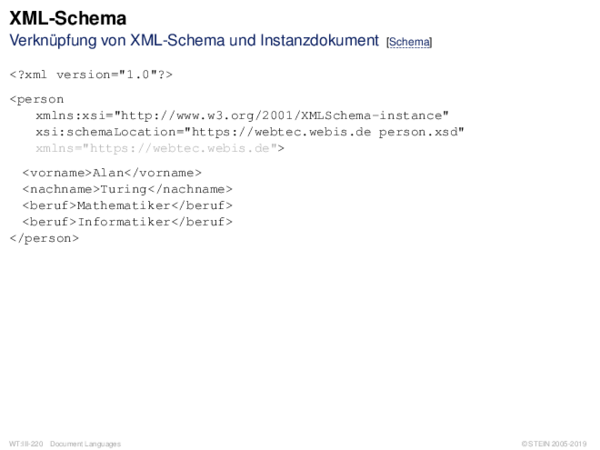 XML-Schema
Verknüpfung von XML-Schema und Instanzdokument [Schema]
<?xml version="1.0"?>
<person
xmlns:xsi="http://www.w3.org/2001/XMLSchema-instance"
xsi:schemaLocation="https://webtec.webis.de person.xsd"
xmlns="https://webtec.webis.de">
<vorname>Alan</vorname>
<nachname>Turing</nachname>
<beruf>Mathematiker</beruf>
<beruf>Informatiker</beruf>
</person>
WT:III-220 Document Languages
© STEIN 2005-2019